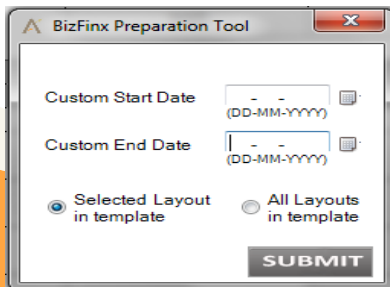 BizFinx Preparation Tool
Custom Start Date - -
(DD-MM-YYYY)
Custom End Date - -
(DD-MM-YYYY)
Selected Layout
in template
All Layouts
in template
SUBMIT